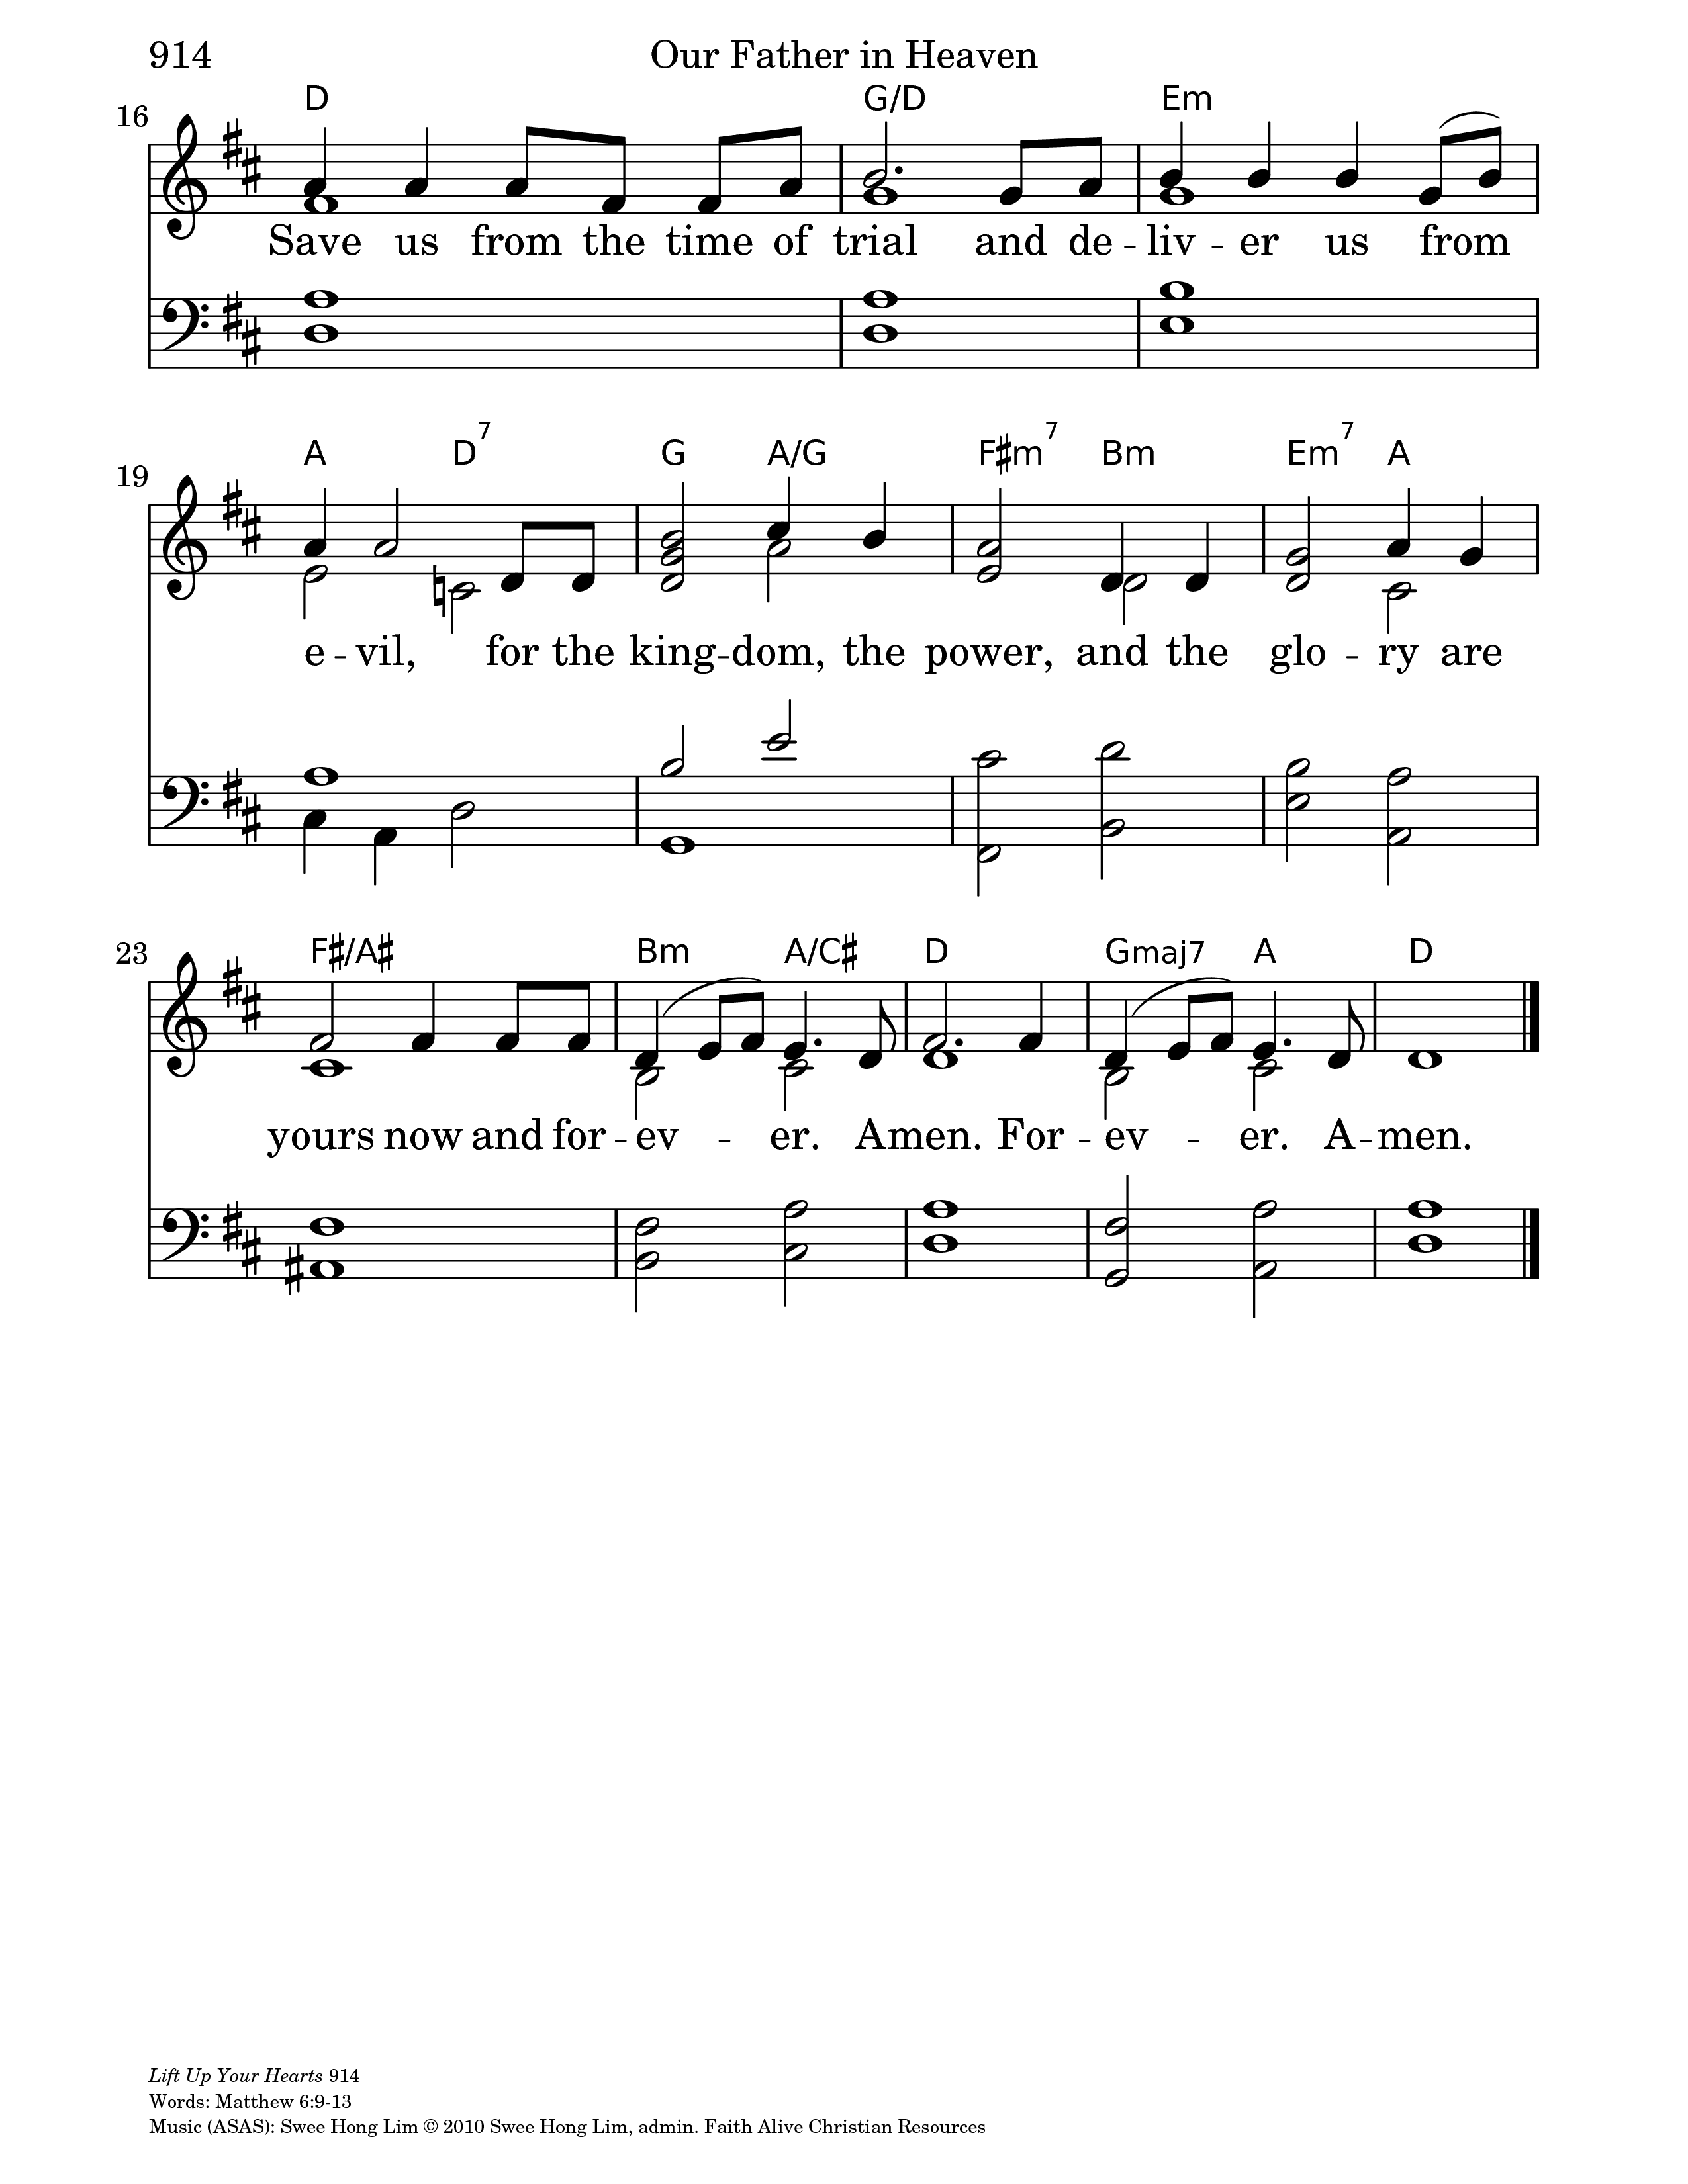 914 Our Father in Heaven
D G/D Em
16
Save us from the time of trial and de – liv – er us from
A D7 G A/G F♯m7 Bm Em7 A
19
e – vil, for the king – dom, the power, and the glo – ry are
F♯/A♯ Bm A/C♯ D Gmaj7 A D
23
yours now and for – ev – er. Amen. For – ev – er. A – men.
Lift Up Your Hearts 914
Words: Matthew 6:9-13
Music (ASAS): Swee Hong Lim © 2010 Swee Hong Lim, admin. Faith Alive Christian Resources